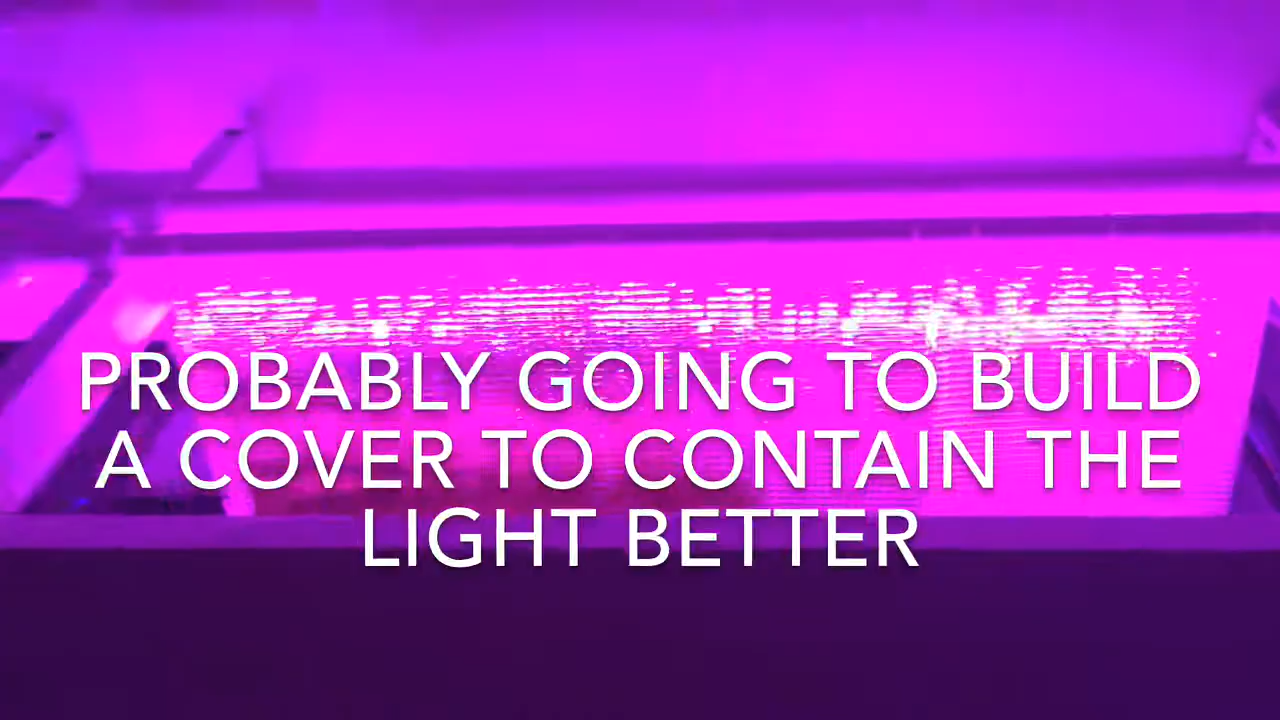 PROBABLY GOING TO BUILD
A COVER TO CONTAIN THE
LIGHT BETTER